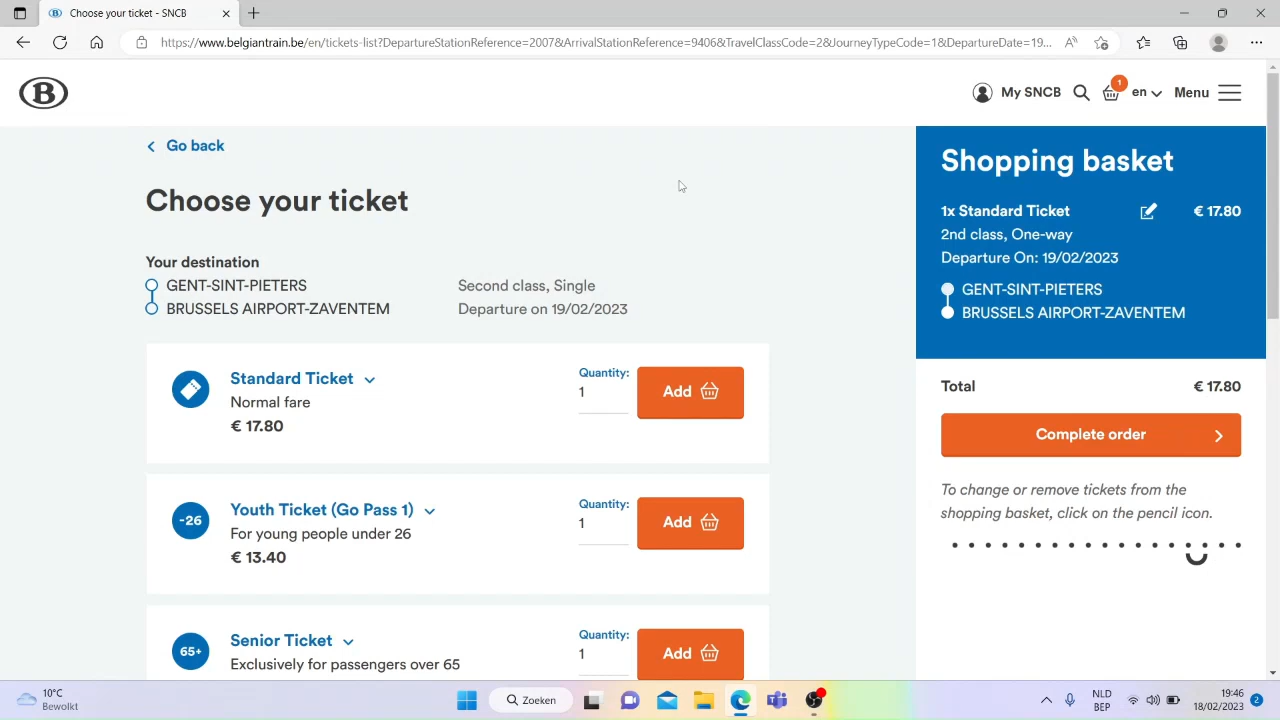 Choose your ticket - SNCB
https://www.belgiantrain.be/en/tickets-list?DepartureStationReference=2007&ArrivalStationReference=9406&TravelClassCode=2&JourneyTypeCode=1&DepartureDate=19...
B
My SNCB
1
en
Menu
Go back
Choose your ticket
Your destination
GENT-SINT-PIETERS
Second class, Single
BRUSSELS AIRPORT-ZAVENTEM
Departure on 19/02/2023
Standard Ticket
Normal fare
€ 17.80
Quantity:
1
Add
-26
Youth Ticket (Go Pass 1)
For young people under 26
€ 13.40
Quantity:
1
Add
65+
Senior Ticket
Exclusively for passengers over 65
Quantity:
1
Add
Shopping basket
1x Standard Ticket
€ 17.80
2nd class, One-way
Departure On: 19/02/2023
GENT-SINT-PIETERS
BRUSSELS AIRPORT-ZAVENTEM
Total
€ 17.80
Complete order
To change or remove tickets from the
shopping basket, click on the pencil icon.
10°C
Bewolkt
Zoeken
NLD
BEP
19:46
18/02/2023
2